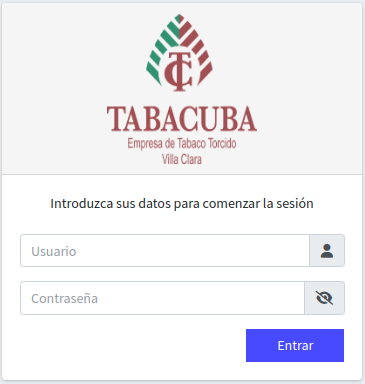 TC
TABACUBA
Empresa de Tabaco Torcido
Villa Clara
Introduzca sus datos para comenzar la sesión
Usuario
Contraseña
Entrar